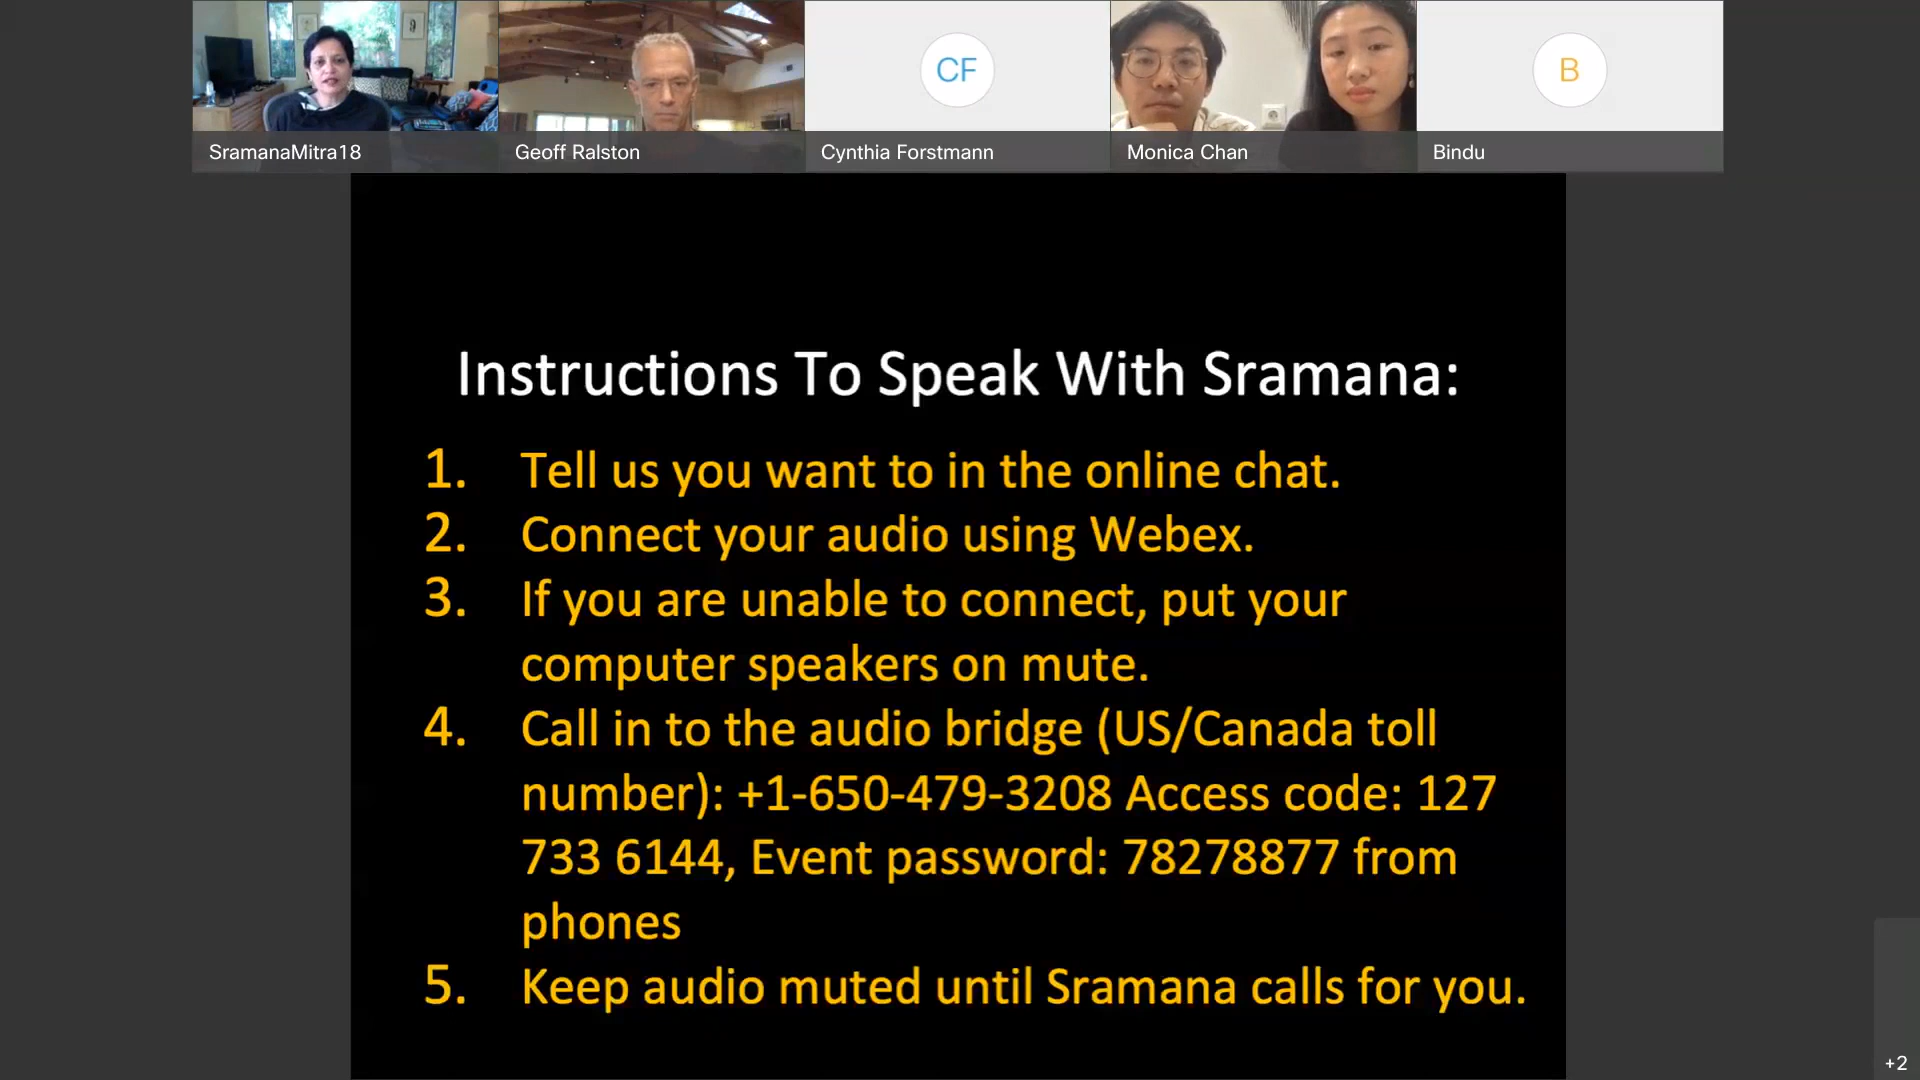 CF
B
SramanaMitra18
Geoff Ralston
Cynthia Forstmann
Monica Chan
Bindu
Instructions To Speak With Sramana:
1. Tell us you want to in the online chat.
2. Connect your audio using Webex.
3. If you are unable to connect, put your
computer speakers on mute.
4. Call in to the audio bridge (US/Canada toll
number): +1-650-479-3208 Access code: 127
733 6144, Event password: 78278877 from
phones
5. Keep audio muted until Sramana calls for you.
+2